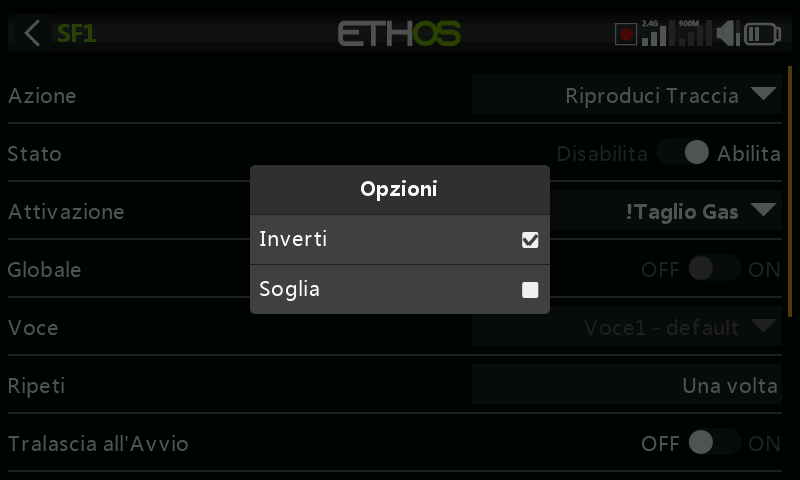 SF1 ETHOS 2.4G 900M
Azione Riproduci Traccia
Stato Disabilita Abilita
Opzioni
Attivazione !Taglio Gas
Inverti
Globale OFF ON
Soglia
Voce Voce1 - default
Ripeti Una volta
Tralascia all'Avvio OFF ON